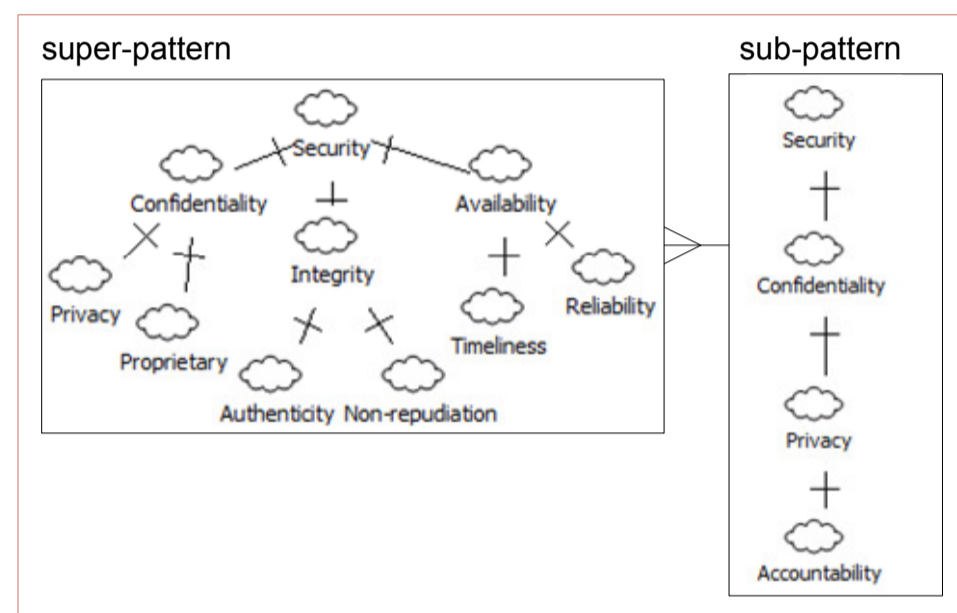 super-pattern
Security
Confidentiality
Availability
Integrity
Privacy
Proprietary
Timeliness
Reliability
Authenticity Non-repudiation
sub-pattern
Security
Confidentiality
Privacy
Accountability